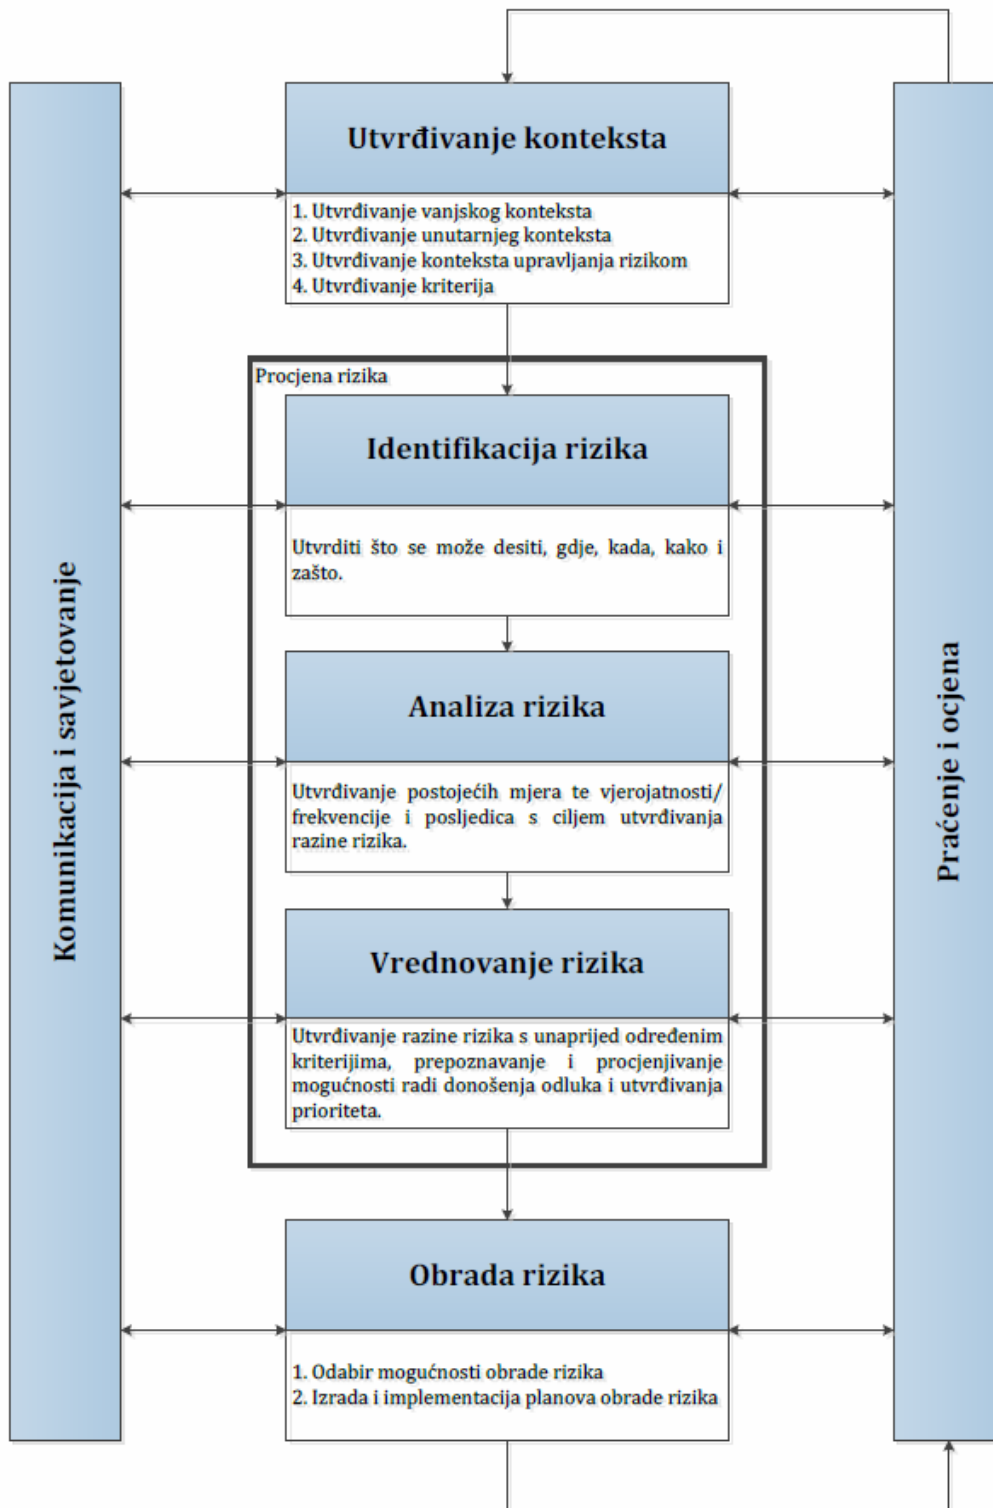 Utvrđivanje konteksta
1. Utvrđivanje vanjskog konteksta
2. Utvrđivanje unutarnjeg konteksta
3. Utvrđivanje konteksta upravljanja rizikom
4. Utvrđivanje kriterija
Procjena rizika
Identifikacija rizika
Utvrditi što se može desiti, gdje, kada, kako i
zašto.
Analiza rizika
Utvrđivanje postojećih mjera te vjerojatnosti/
frekvencije i posljedica s ciljem utvrđivanja
razine rizika.
Vrednovanje rizika
Utvrđivanje razine rizika s unaprijed određenim
kriterijima, prepoznavanje i procjenjivanje
mogućnosti radi donošenja odluka i utvrđivanja
prioriteta.
Obrada rizika
1. Odabir mogućnosti obrade rizika
2. Izrada i implementacija planova obrade rizika
Komunikacija i savjetovanje
Praćenje i ocjena